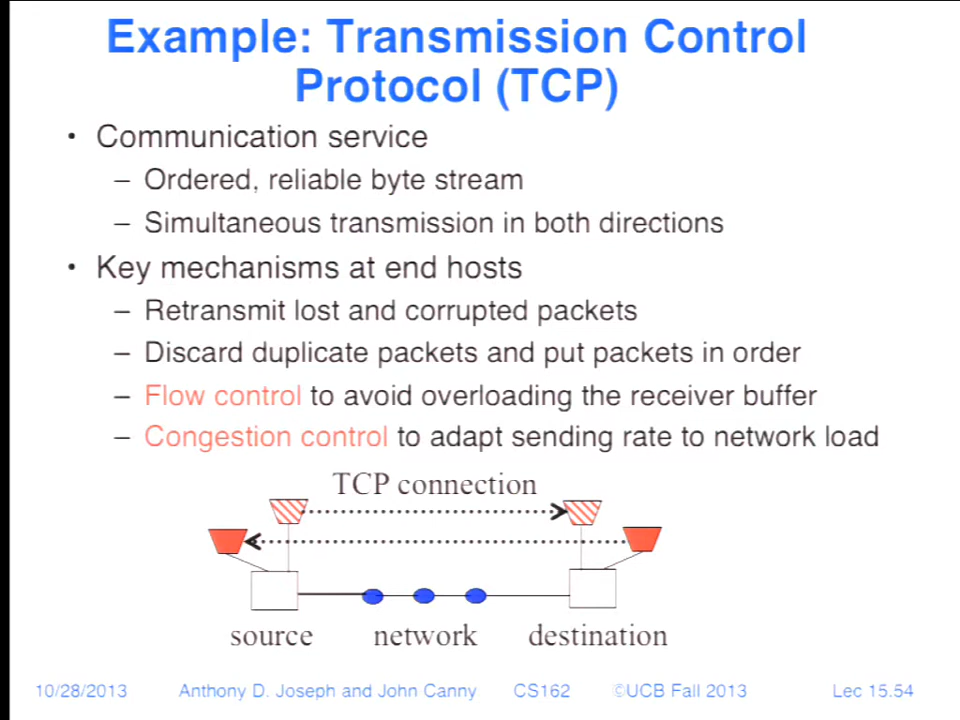 Example: Transmission Control
Protocol (TCP)
• Communication service
– Ordered, reliable byte stream
– Simultaneous transmission in both directions
• Key mechanisms at end hosts
– Retransmit lost and corrupted packets
– Discard duplicate packets and put packets in order
– Flow control to avoid overloading the receiver buffer
– Congestion control to adapt sending rate to network load
TCP connection
source network destination
10/28/2013 Anthony D. Joseph and John Canny CS162 ©UCB Fall 2013 Lec 15.54